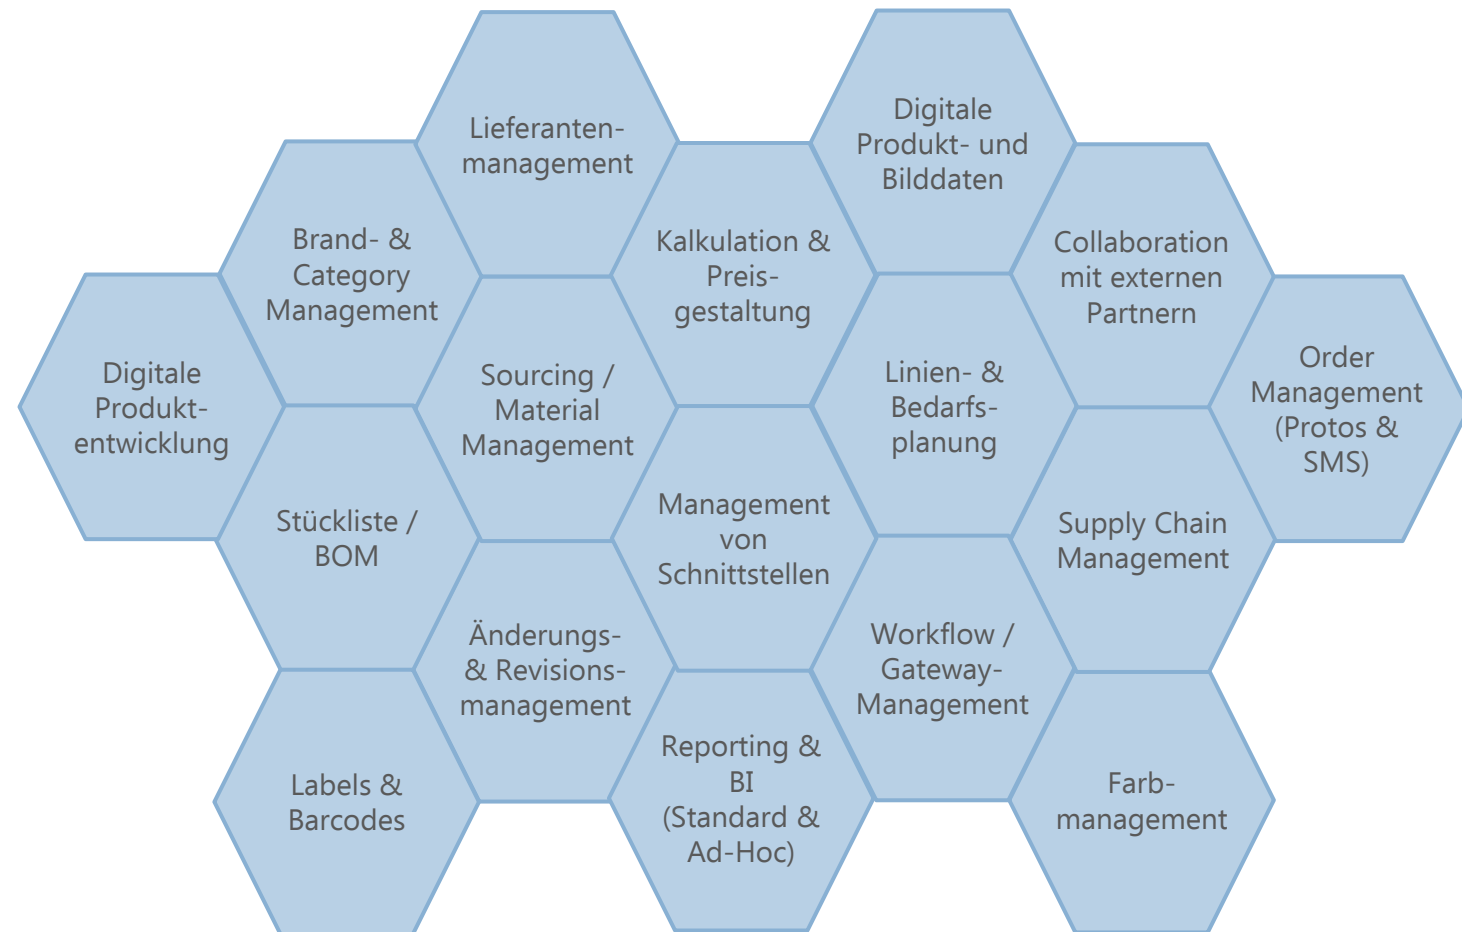 Lieferanten-
management
Digitale
Produkt- und
Bilddaten
Brand- &
Category
Management
Kalkulation &
Preis-
gestaltung
Collaboration
mit externen
Partnern
Digitale
Produkt-
entwicklung
Sourcing /
Material
Management
Linien- &
Bedarfs-
planung
Order
Management
(Protos &
SMS)
Stückliste /
BOM
Management
von
Schnittstellen
Supply Chain
Management
Änderungs-
& Revisions-
management
Workflow /
Gateway-
Management
Labels &
Barcodes
Reporting &
BI
(Standard &
Ad-Hoc)
Farb-
management